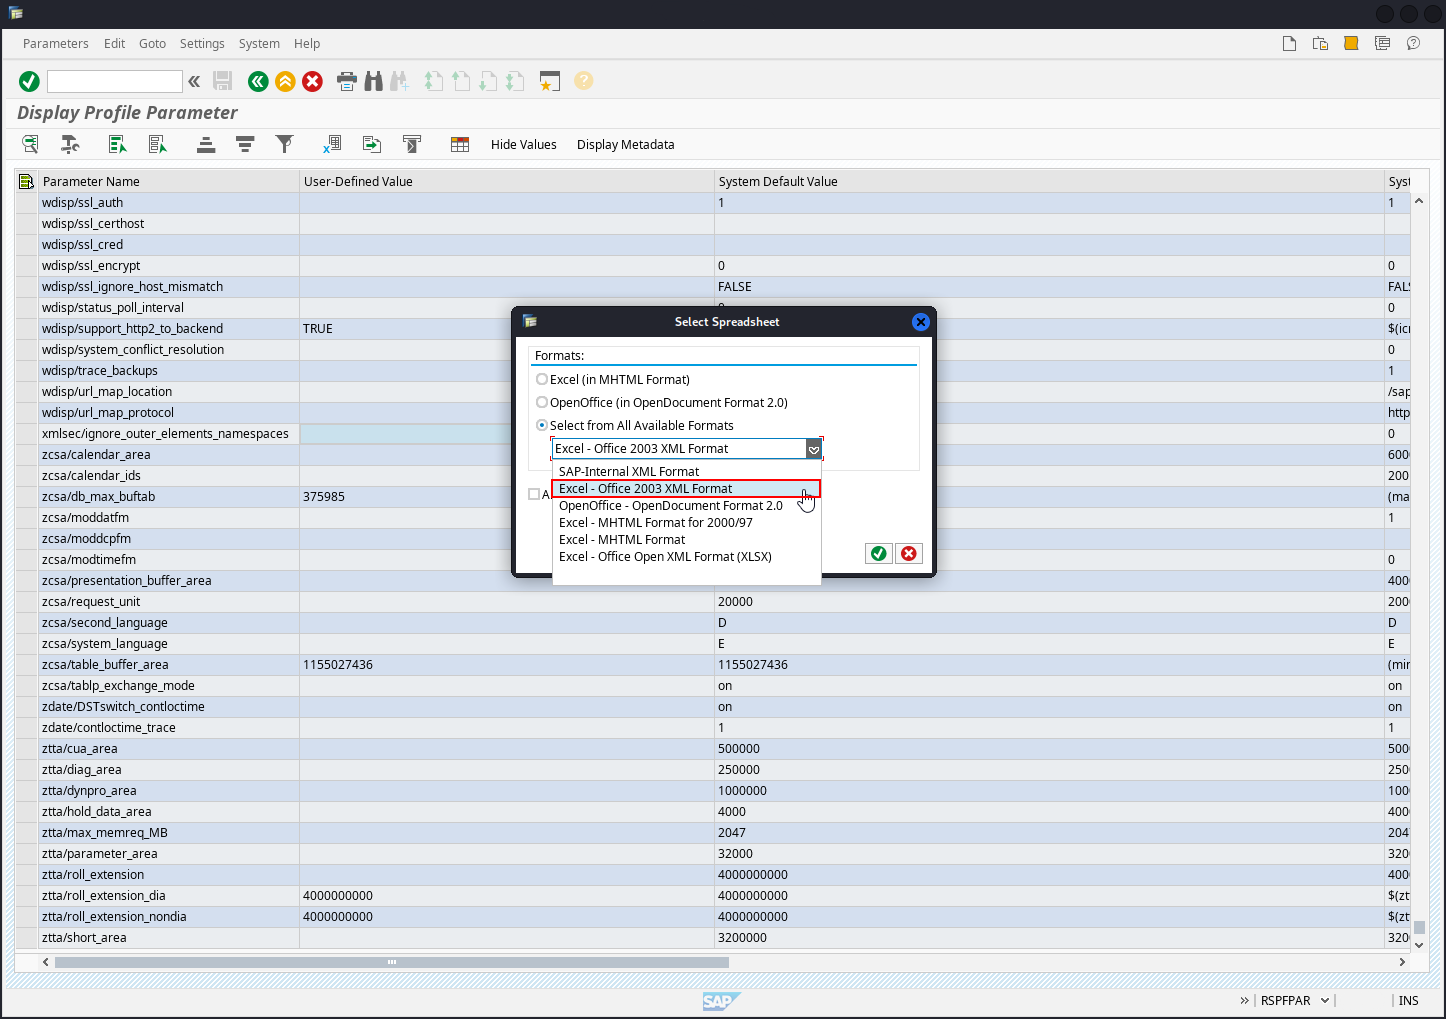 Parameters Edit Goto Settings System Help
Display Profile Parameter
Hide Values Display Metadata
Parameter Name User-Defined Value System Default Value Syst
wdisp/ssl_auth 1 1
wdisp/ssl_certhost
wdisp/ssl_cred
wdisp/ssl_encrypt 0 0
wdisp/ssl_ignore_host_mismatch FALSE FALS
wdisp/status_poll_interval 0
wdisp/support_http2_to_backend TRUE $(icr
wdisp/system_conflict_resolution 0
wdisp/trace_backups 1
wdisp/url_map_location /sap
wdisp/url_map_protocol http
xmlsec/ignore_outer_elements_namespaces 0
zcsa/calendar_area 600
zcsa/calendar_ids 200
zcsa/db_max_buftab 375985 (ma
zcsa/moddatfm 1
zcsa/moddcpfm
zcsa/modtimefm 0
zcsa/presentation_buffer_area 400
zcsa/request_unit 20000 200
zcsa/second_language D D
zcsa/system_language E E
zcsa/table_buffer_area 1155027436 1155027436 (mir
zcsa/tablp_exchange_mode on on
zdate/DSTswitch_contloctime on on
zdate/contloctime_trace 1 1
ztta/cua_area 500000 500
ztta/diag_area 250000 250
ztta/dynpro_area 1000000 100
ztta/hold_data_area 4000 400
ztta/max_memreq_MB 2047 204
ztta/parameter_area 32000 320
ztta/roll_extension 4000000000 400
ztta/roll_extension_dia 4000000000 4000000000 $(zt
ztta/roll_extension_nondia 4000000000 4000000000 $(zt
ztta/short_area 3200000 320
Select Spreadsheet
Formats:
Excel (in MHTML Format)
OpenOffice (in OpenDocument Format 2.0)
Select from All Available Formats
Excel - Office 2003 XML Format
SAP-Internal XML Format
Excel - Office 2003 XML Format
OpenOffice - OpenDocument Format 2.0
Excel - MHTML Format for 2000/97
Excel - MHTML Format
Excel - Office Open XML Format (XLSX)
A
SAP
RSPFPAR INS